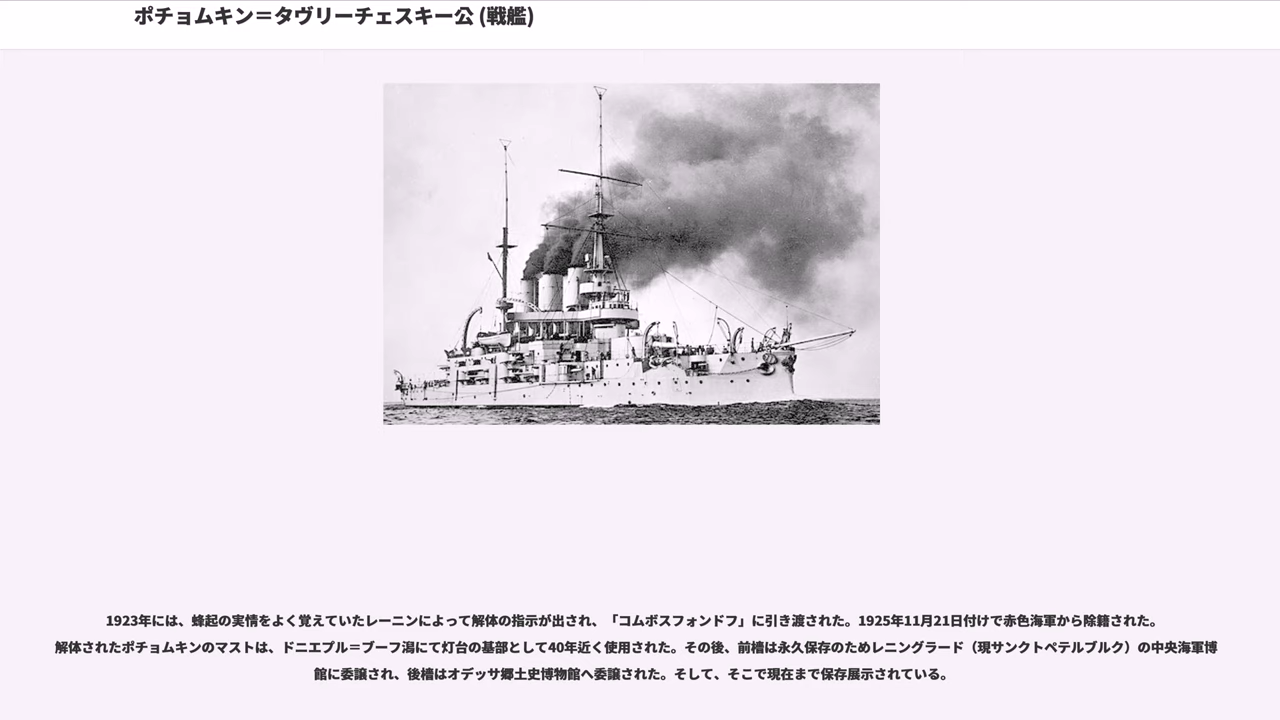 ポチョムキン＝タヴリーチェスキー公 (戦艦)
1923年には、蜂起の実情をよく覚えていたレーニンによって解体の指示が出され、「コムボスフォンドフ」に引き渡された。1925年11月21日付けで赤色海軍から除籍された。
解体されたポチョムキンのマストは、ドニエプル＝ブーフ潟にて灯台の基部として40年近く使用された。その後、前檣は永久保存のためレニングラード（現サンクトペテルブルク）の中央海軍博
館に委譲され、後檣はオデッサ郷土史博物館へ委譲された。そして、そこで現在まで保存展示されている。